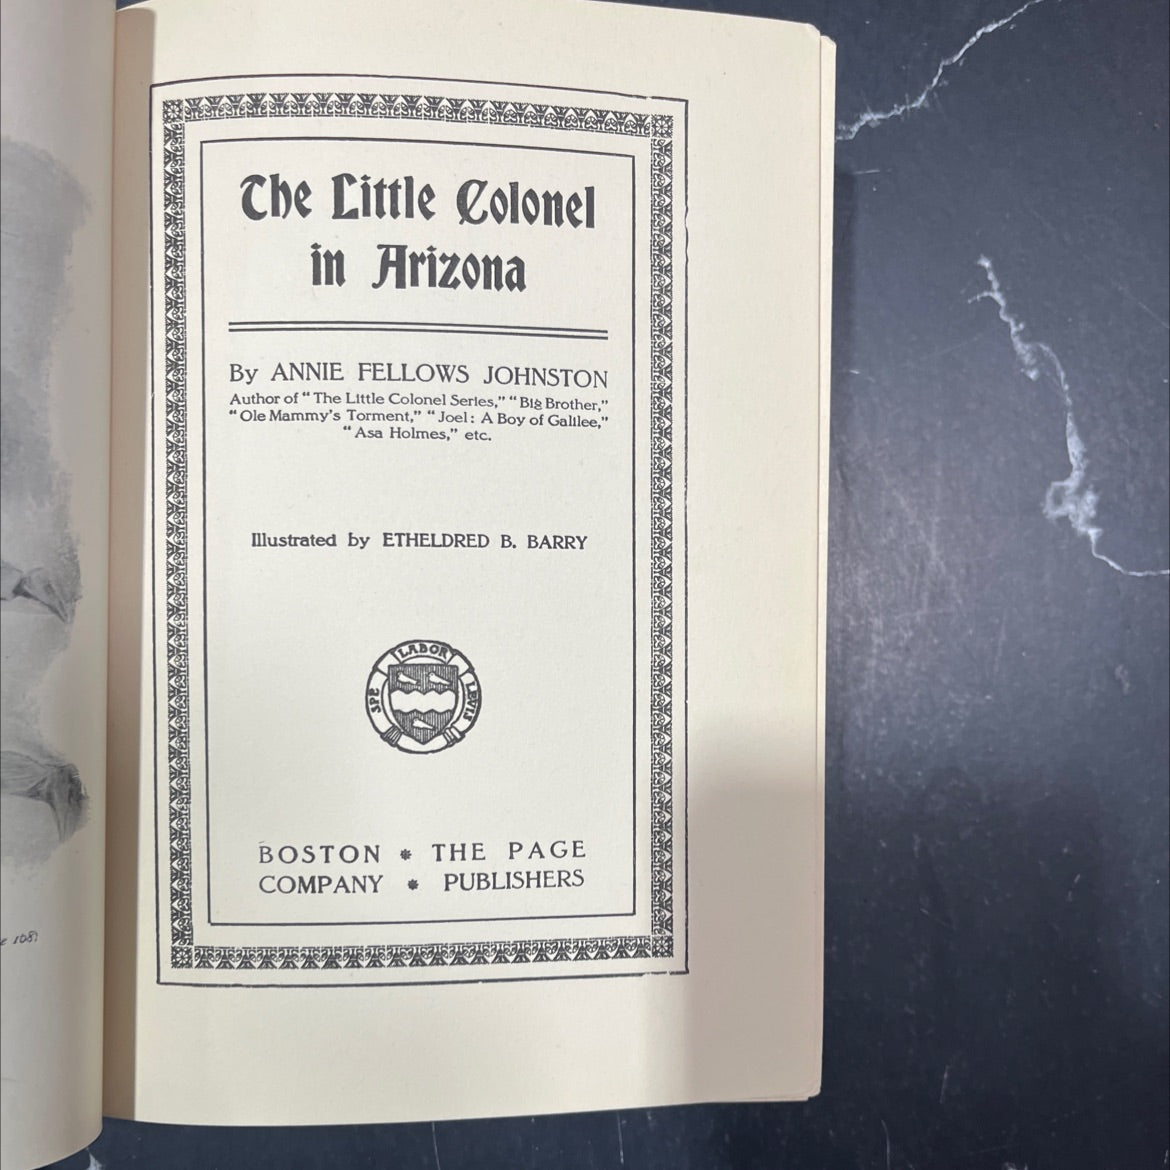 The Little Colonel
in Arizona
By ANNIE FELLOWS JOHNSTON
Author of "The Little Colonel Series," "Big Brother,"
"Ole Mammy's Torment," "Joel: A Boy of Galilee,"
"Asa Holmes," etc.
Illustrated by ETHELDRED B. BARRY
SPE LABOR LEVIS
BOSTON * THE PAGE
COMPANY * PUBLISHERS